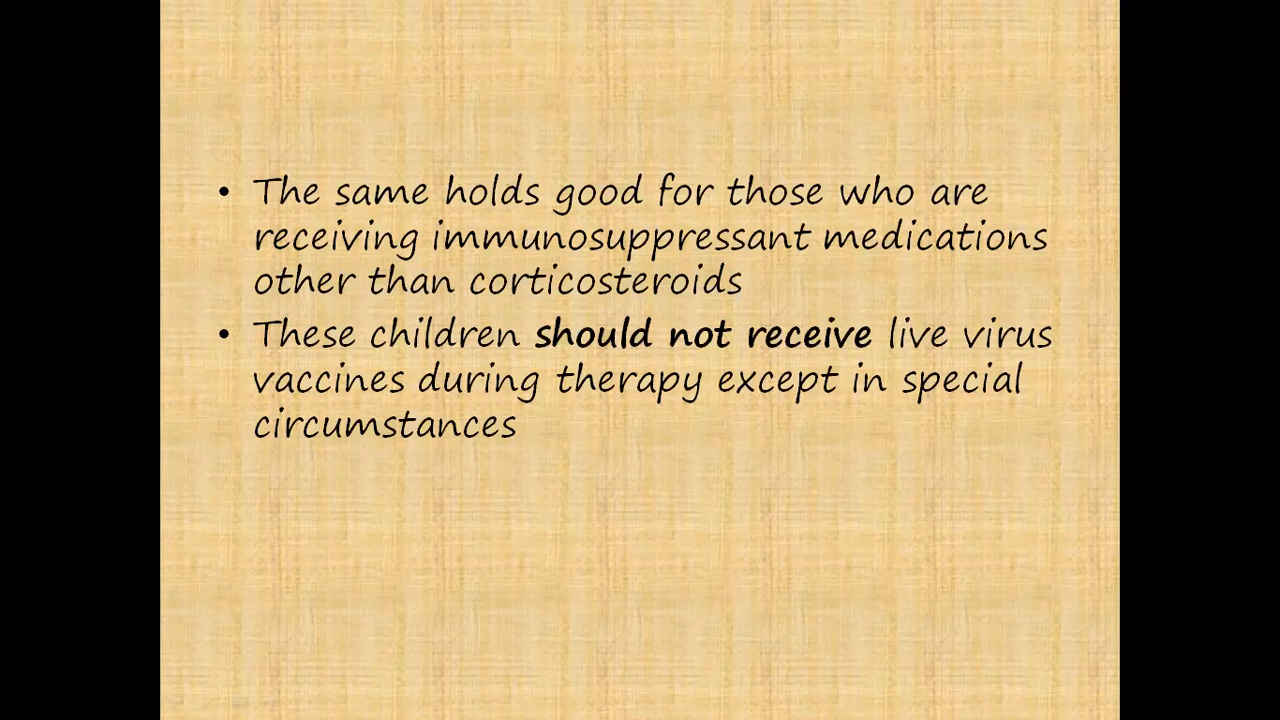 • The same holds good for those who are
receiving immunosuppressant medications
other than corticosteroids
• These children should not receive live virus
vaccines during therapy except in special
circumstances